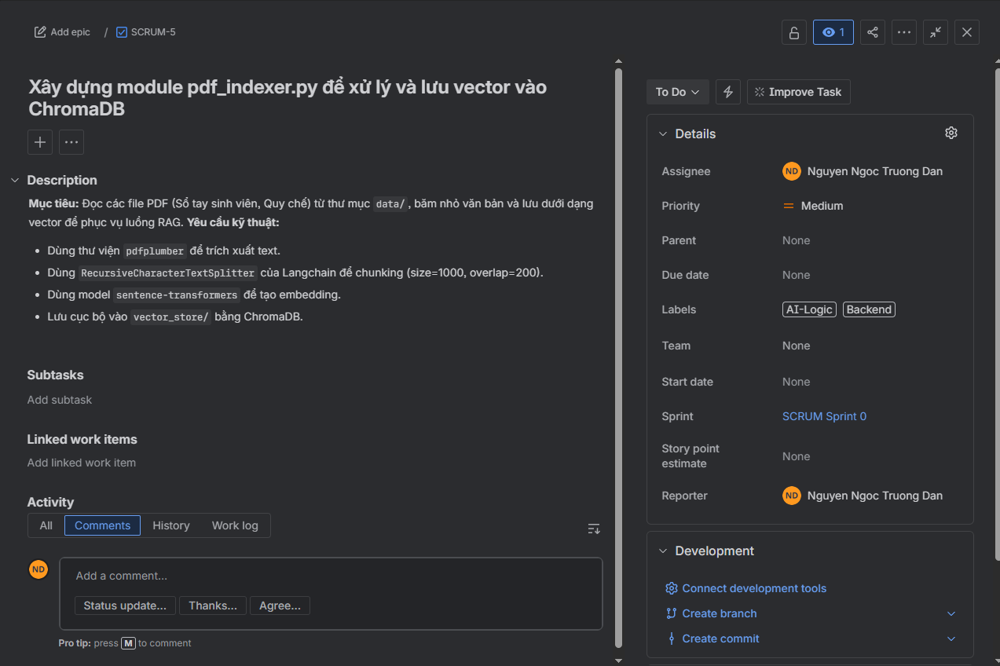 Add epic / SCRUM-5
1
Xây dựng module pdf_indexer.py để xử lý và lưu vector vào
ChromaDB
Description
Mục tiêu: Đọc các file PDF (Sổ tay sinh viên, Quy chế) từ thư mục data/, băm nhỏ văn bản và lưu dưới dạng
vector để phục vụ luồng RAG. Yêu cầu kỹ thuật:
Dùng thư viện pdfplumber để trích xuất text.
Dùng RecursiveCharacterTextSplitter của Langchain để chunking (size=1000, overlap=200).
Dùng model sentence-transformers để tạo embedding.
Lưu cục bộ vào vector_store/ bằng ChromaDB.
Subtasks
Add subtask
Linked work items
Add linked work item
Activity
All Comments History Work log
ND
Add a comment...
Status update... Thanks... Agree...
Pro tip: press M to comment
To Do Improve Task
Details
Assignee ND Nguyen Ngoc Truong Dan
Priority Medium
Parent None
Due date None
Labels AI-Logic Backend
Team None
Start date None
Sprint SCRUM Sprint 0
Story point
estimate None
Reporter ND Nguyen Ngoc Truong Dan
Development
Connect development tools
Create branch
Create commit